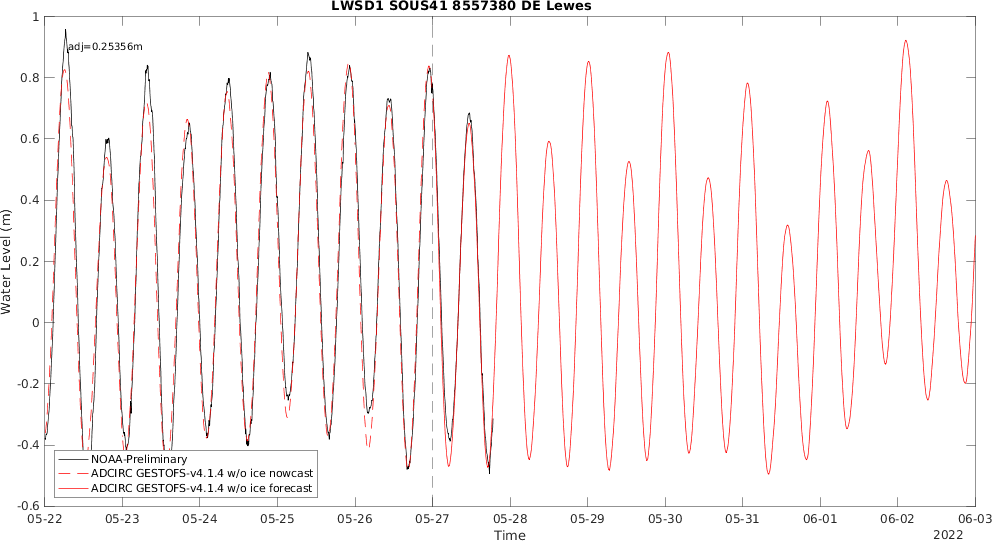 LWSD1 SOUS41 8557380 DE Lewes
adj=0.25356m
Water Level (m)
1
0.8
0.6
0.4
0.2
0
-0.2
-0.4
-0.6
NOAA-Preliminary
ADCIRC GESTOFS-v4.1.4 w/o ice nowcast
ADCIRC GESTOFS-v4.1.4 w/o ice forecast
05-22 05-23 05-24 05-25 05-26 05-27 05-28 05-29 05-30 05-31 06-01 06-02 06-03
Time
2022